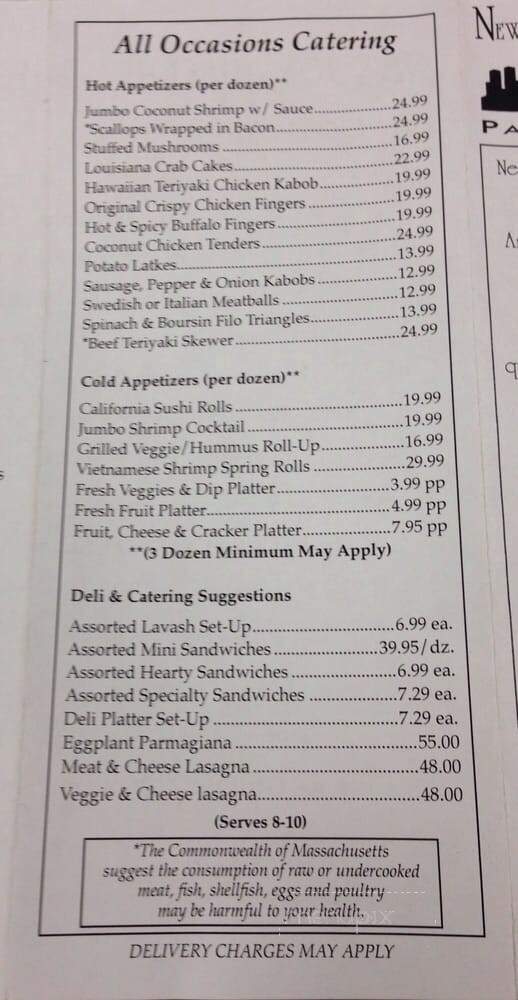 All Occasions Catering
Hot Appetizers (per dozen)**
Jumbo Coconut Shrimp w/ Sauce....................24.99
*Scallops Wrapped in Bacon............................24.99
Stuffed Mushrooms ........................................16.99
Louisiana Crab Cakes......................................22.99
Hawaiian Teriyaki Chicken Kabob..................19.99
Original Crispy Chicken Fingers .....................19.99
Hot & Spicy Buffalo Fingers............................19.99
Coconut Chicken Tenders................................24.99
Potato Latkes....................................................13.99
Sausage, Pepper & Onion Kabobs...................12.99
Swedish or Italian Meatballs ...........................12.99
Spinach & Boursin Filo Triangles.....................13.99
*Beef Teriyaki Skewer......................................24.99
Cold Appetizers (per dozen)**
California Sushi Rolls ......................................19.99
Jumbo Shrimp Cocktail ...................................19.99
Grilled Veggie/Hummus Roll-Up....................16.99
Vietnamese Shrimp Spring Rolls .....................29.99
Fresh Veggies & Dip Platter...........................3.99 pp
Fresh Fruit Platter..........................................4.99 pp
Fruit, Cheese & Cracker Platter.....................7.95 pp
**(3 Dozen Minimum May Apply)
Deli & Catering Suggestions
Assorted Lavash Set-Up................................6.99 ea.
Assorted Mini Sandwiches ........................39.95/dz.
Assorted Hearty Sandwiches ........................6.99 ea.
Assorted Specialty Sandwiches ....................7.29 ea.
Deli Platter Set-Up ........................................7.29 ea.
Eggplant Parmagiana ........................................55.00
Meat & Cheese Lasagna .....................................48.00
Veggie & Cheese lasagna....................................48.00
(Serves 8-10)
*The Commonwealth of Massachusetts
suggest the consumption of raw or undercooked
meat, fish, shellfish, eggs and poultry
may be harmful to your health.
DELIVERY CHARGES MAY APPLY